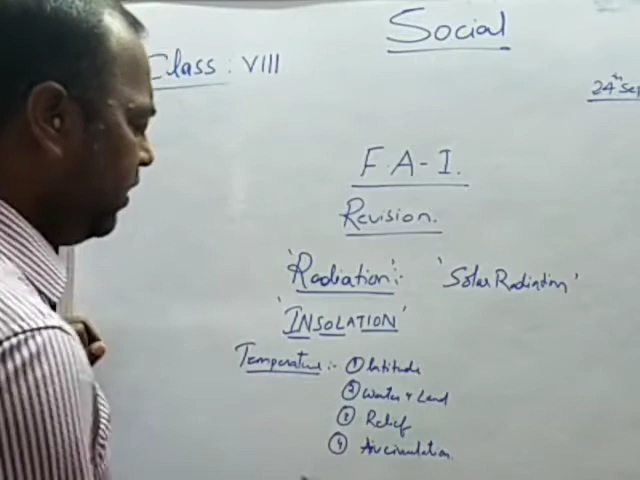 Social
Class : VIII
24th Sep
F.A-I.
Revision.
'Radiation':- 'Solar Radiation'
'INSOLATION'
Temperature :- ① latitude
② Water & Land
③ Relief
④ Air circulation.